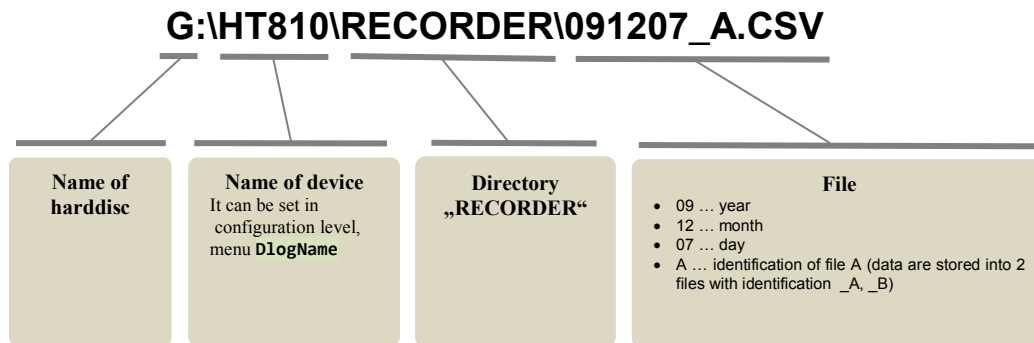 G:\HT810\RECORDER\091207_A.CSV
Name of
harddisc
Name of device
It can be set in
configuration level,
menu DlogName
Directory
„RECORDER“
File
• 09 … year
• 12 … month
• 07 … day
• A … identification of file A (data are stored into 2
files with identification _A, _B)